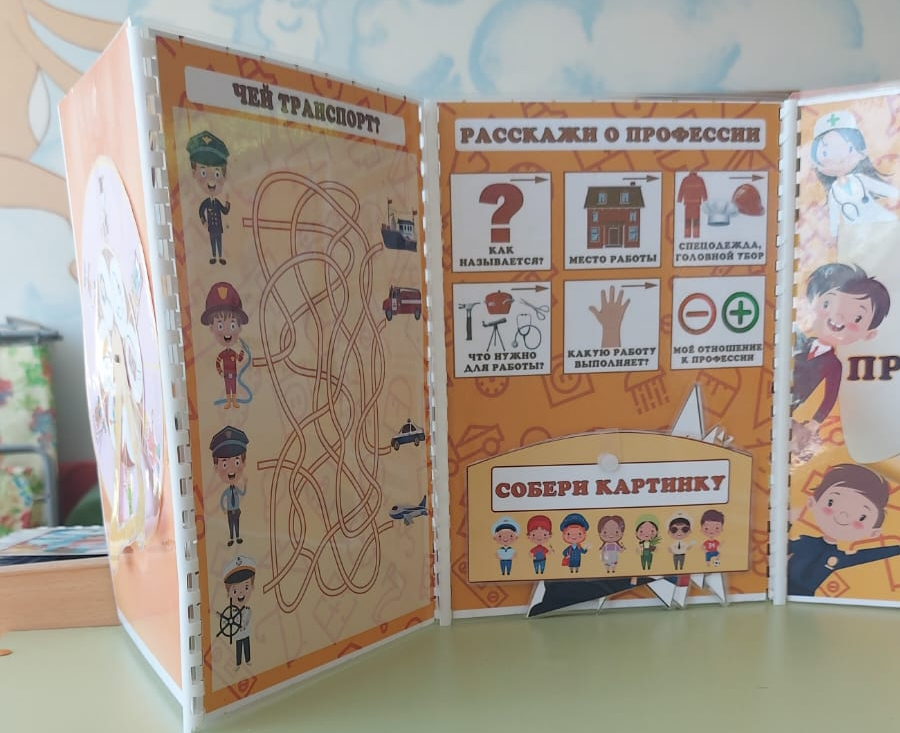 ЧЕЙ ТРАНСПОРТ?
РАССКАЖИ О ПРОФЕССИИ
КАК
НАЗЫВАЕТСЯ?
МЕСТО РАБОТЫ
СПЕЦОДЕЖДА,
ГОЛОВНОЙ УБОР
ЧТО НУЖНО
ДЛЯ РАБОТЫ?
КАКУЮ РАБОТУ
ВЫПОЛНЯЕТ?
МОЁ ОТНОШЕНИЕ
К ПРОФЕССИИ
СОБЕРИ КАРТИНКУ
ПР